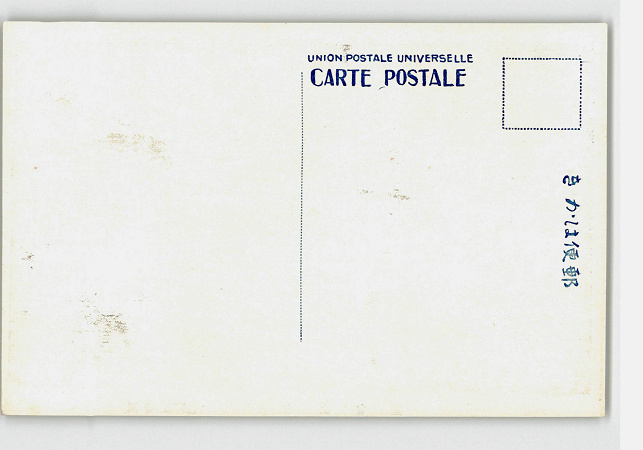 UNION POSTALE UNIVERSELLE
CARTE POSTALE
郵便はかき